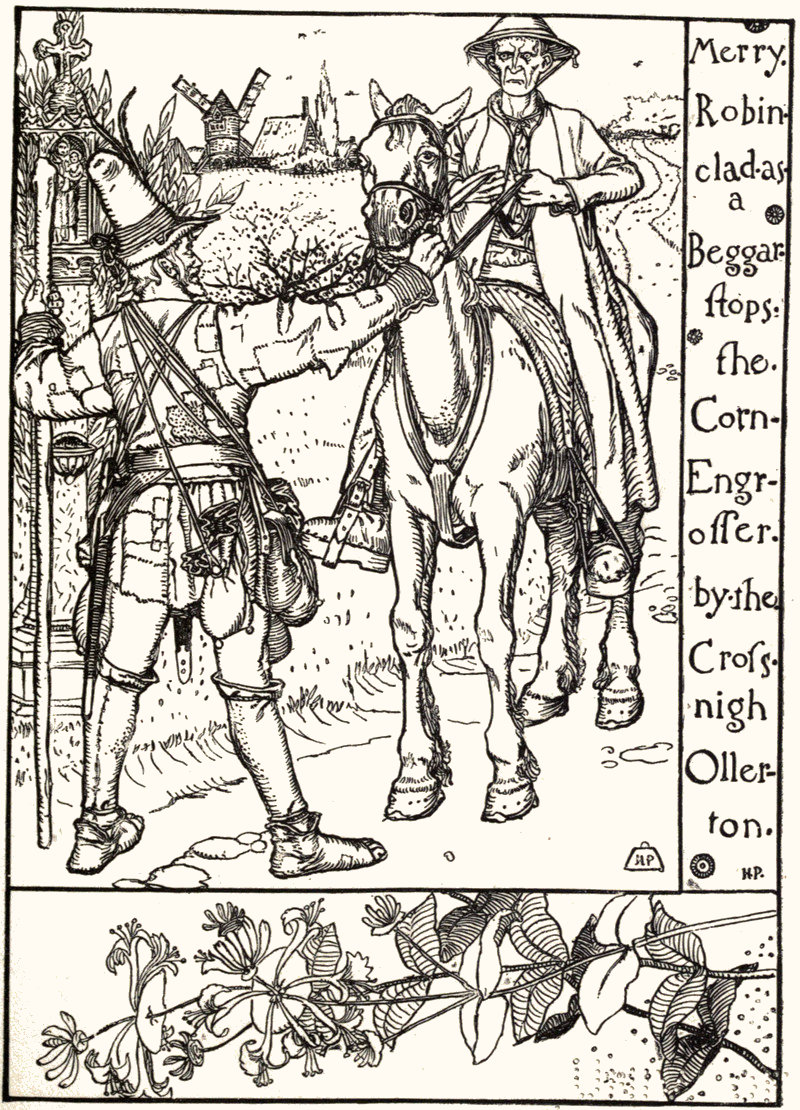 Merry.
Robin·
clad·as·
a
Beggar·
ſtops:
the.
Corn-
Engr-
oſſer.
by·the
Croſs·
nigh
Oller-
ton.
HP.
HP